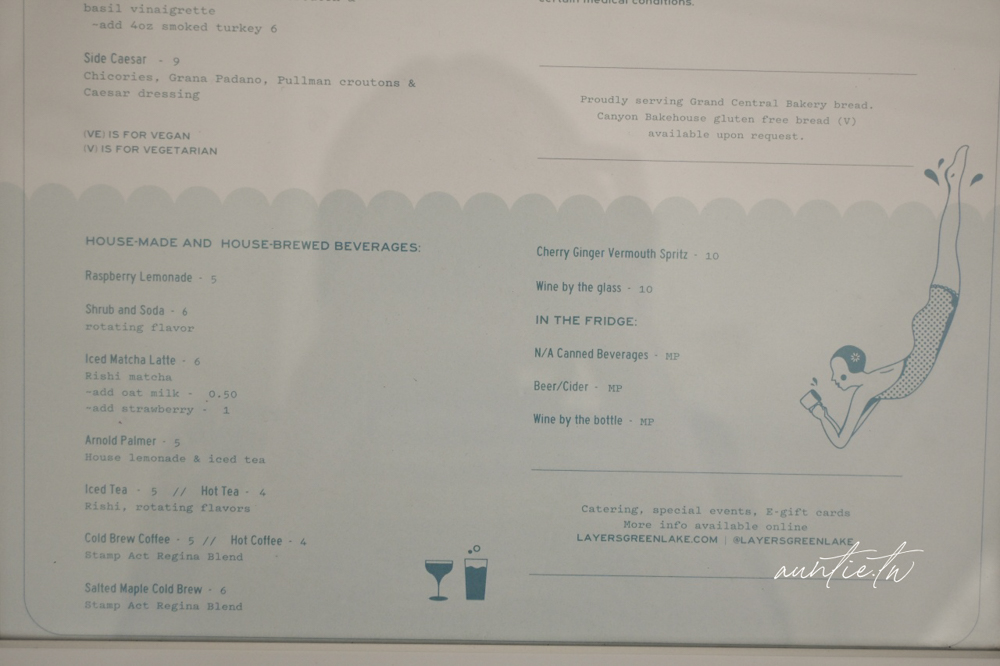 basil vinaigrette
-add 4oz smoked turkey 6
Side Caesar - 9
Chicories, Grana Padano, Pullman croutons &
Caesar dressing
(VE) IS FOR VEGAN
(V) IS FOR VEGETARIAN
certain medical conditions.
Proudly serving Grand Central Bakery bread.
Canyon Bakehouse gluten free bread (V)
available upon request.
HOUSE-MADE AND HOUSE-BREWED BEVERAGES:
Raspberry Lemonade - 5
Shrub and Soda - 6
rotating flavor
Iced Matcha Latte - 6
Rishi matcha
-add oat milk - 0.50
-add strawberry - 1
Arnold Palmer - 5
House lemonade & iced tea
Iced Tea - 5 // Hot Tea - 4
Rishi, rotating flavors
Cold Brew Coffee - 5 // Hot Coffee - 4
Stamp Act Regina Blend
Salted Maple Cold Brew - 6
Stamp Act Regina Blend
Cherry Ginger Vermouth Spritz - 10
Wine by the glass - 10
IN THE FRIDGE:
N/A Canned Beverages - MP
Beer/Cider - MP
Wine by the bottle - MP
Catering, special events, E-gift cards
More info available online
LAYERSGREENLAKE.COM | @LAYERSGREENLAKE
auntie.tw